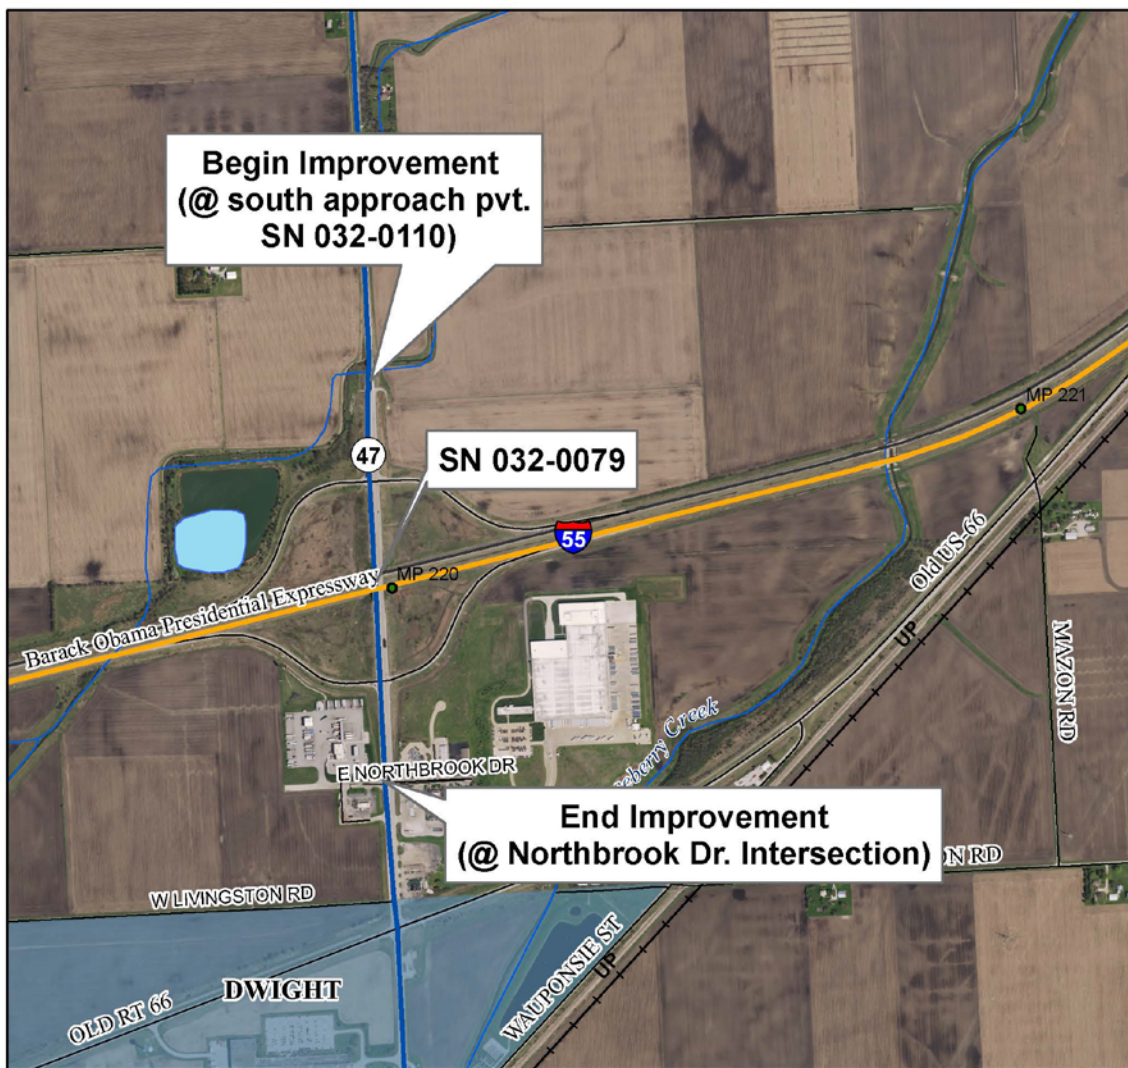 Begin Improvement
(@ south approach pvt.
SN 032-0110)
MP 221
47
SN 032-0079
55
Old US-66
MP 220
Barack Obama Presidential Expressway
UP
MAZON RD
Creek
E NORTHBROOK DR
End Improvement
(@ Northbrook Dr. Intersection)
RD
W LIVINGSTON RD
WAUPONSIE ST
UP
DWIGHT
OLD RT 66